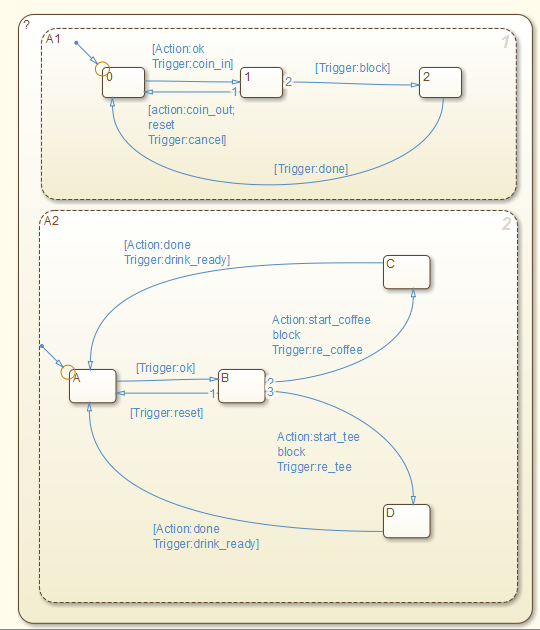 ?
A1
1
[Action:ok
Trigger:coin_in]
0
1
2
[Trigger:block]
2
1
[action:coin_out;
reset
Trigger:cancel]
[Trigger:done]
A2
2
[Action:done
Trigger:drink_ready]
C
Action:start_coffee
block
Trigger:re_coffee
A
[Trigger:ok]
B
2
3
1
[Trigger:reset]
Action:start_tee
block
Trigger:re_tee
D
[Action:done
Trigger:drink_ready]